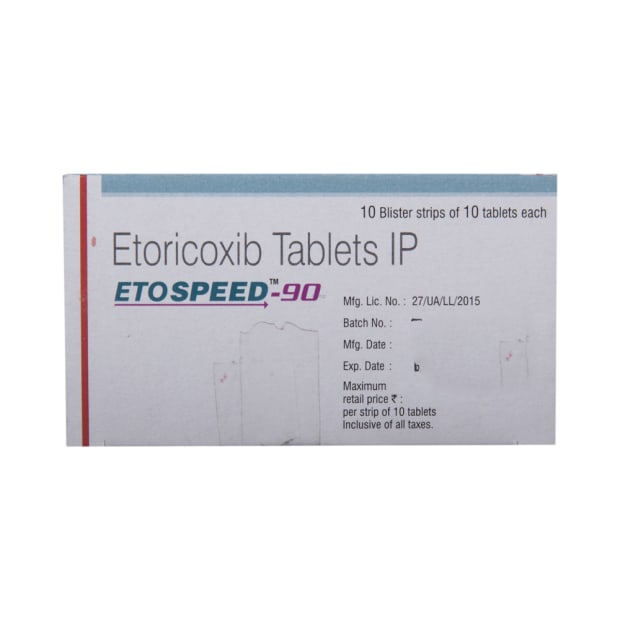 10 Blister strips of 10 tablets each
Etoricoxib Tablets IP
ETOSPEED™-90
Mfg. Lic. No. : 27/UA/LL/2015
Batch No. :
Mfg. Date :
Exp. Date :
Maximum
retail price ₹ :
per strip of 10 tablets
Inclusive of all taxes.